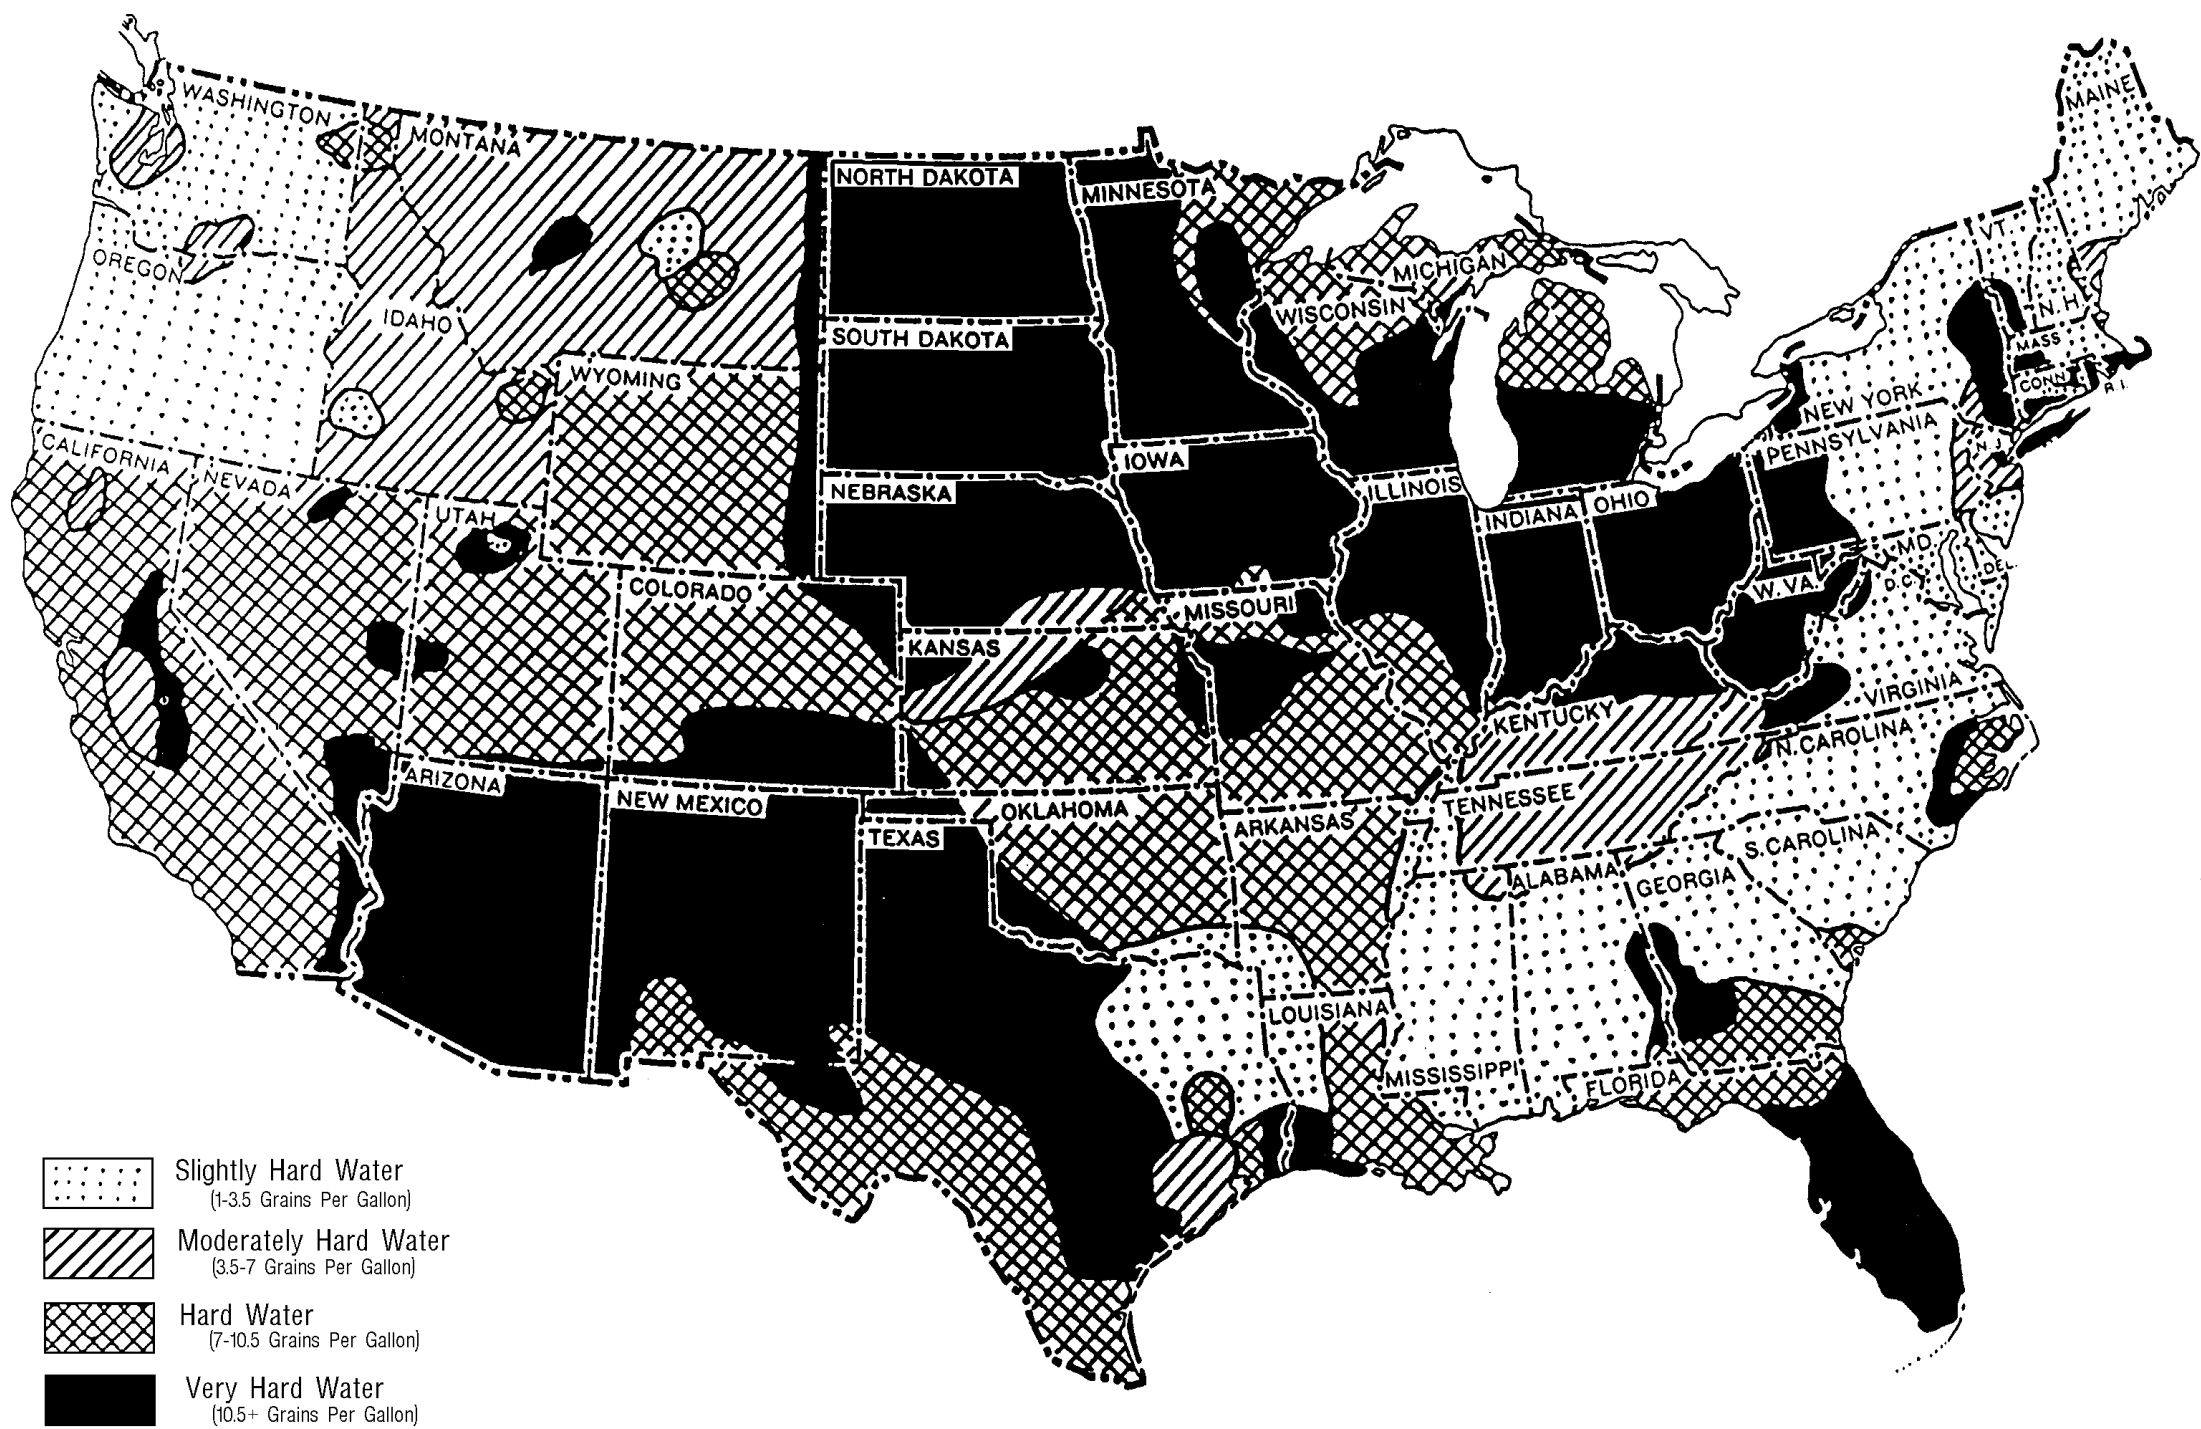 WASHINGTON
MONTANA
OREGON
IDAHO
WYOMING
CALIFORNIA
NEVADA
UTAH
COLORADO
ARIZONA
NEW MEXICO
NORTH DAKOTA
SOUTH DAKOTA
NEBRASKA
KANSAS
OKLAHOMA
TEXAS
MINNESOTA
IOWA
MISSOURI
ARKANSAS
LOUISIANA
WISCONSIN
MICHIGAN
ILLINOIS
INDIANA
OHIO
KENTUCKY
TENNESSEE
MISSISSIPPI
ALABAMA
GEORGIA
FLORIDA
S. CAROLINA
N. CAROLINA
VIRGINIA
W. VA.
MD.
D.C.
DEL.
PENNSYLVANIA
N.J.
NEW YORK
CONN
R.I.
MASS
VT.
N.H.
MAINE
Slightly Hard Water
(1-3.5 Grains Per Gallon)
Moderately Hard Water
(3.5-7 Grains Per Gallon)
Hard Water
(7-10.5 Grains Per Gallon)
Very Hard Water
(10.5+ Grains Per Gallon)